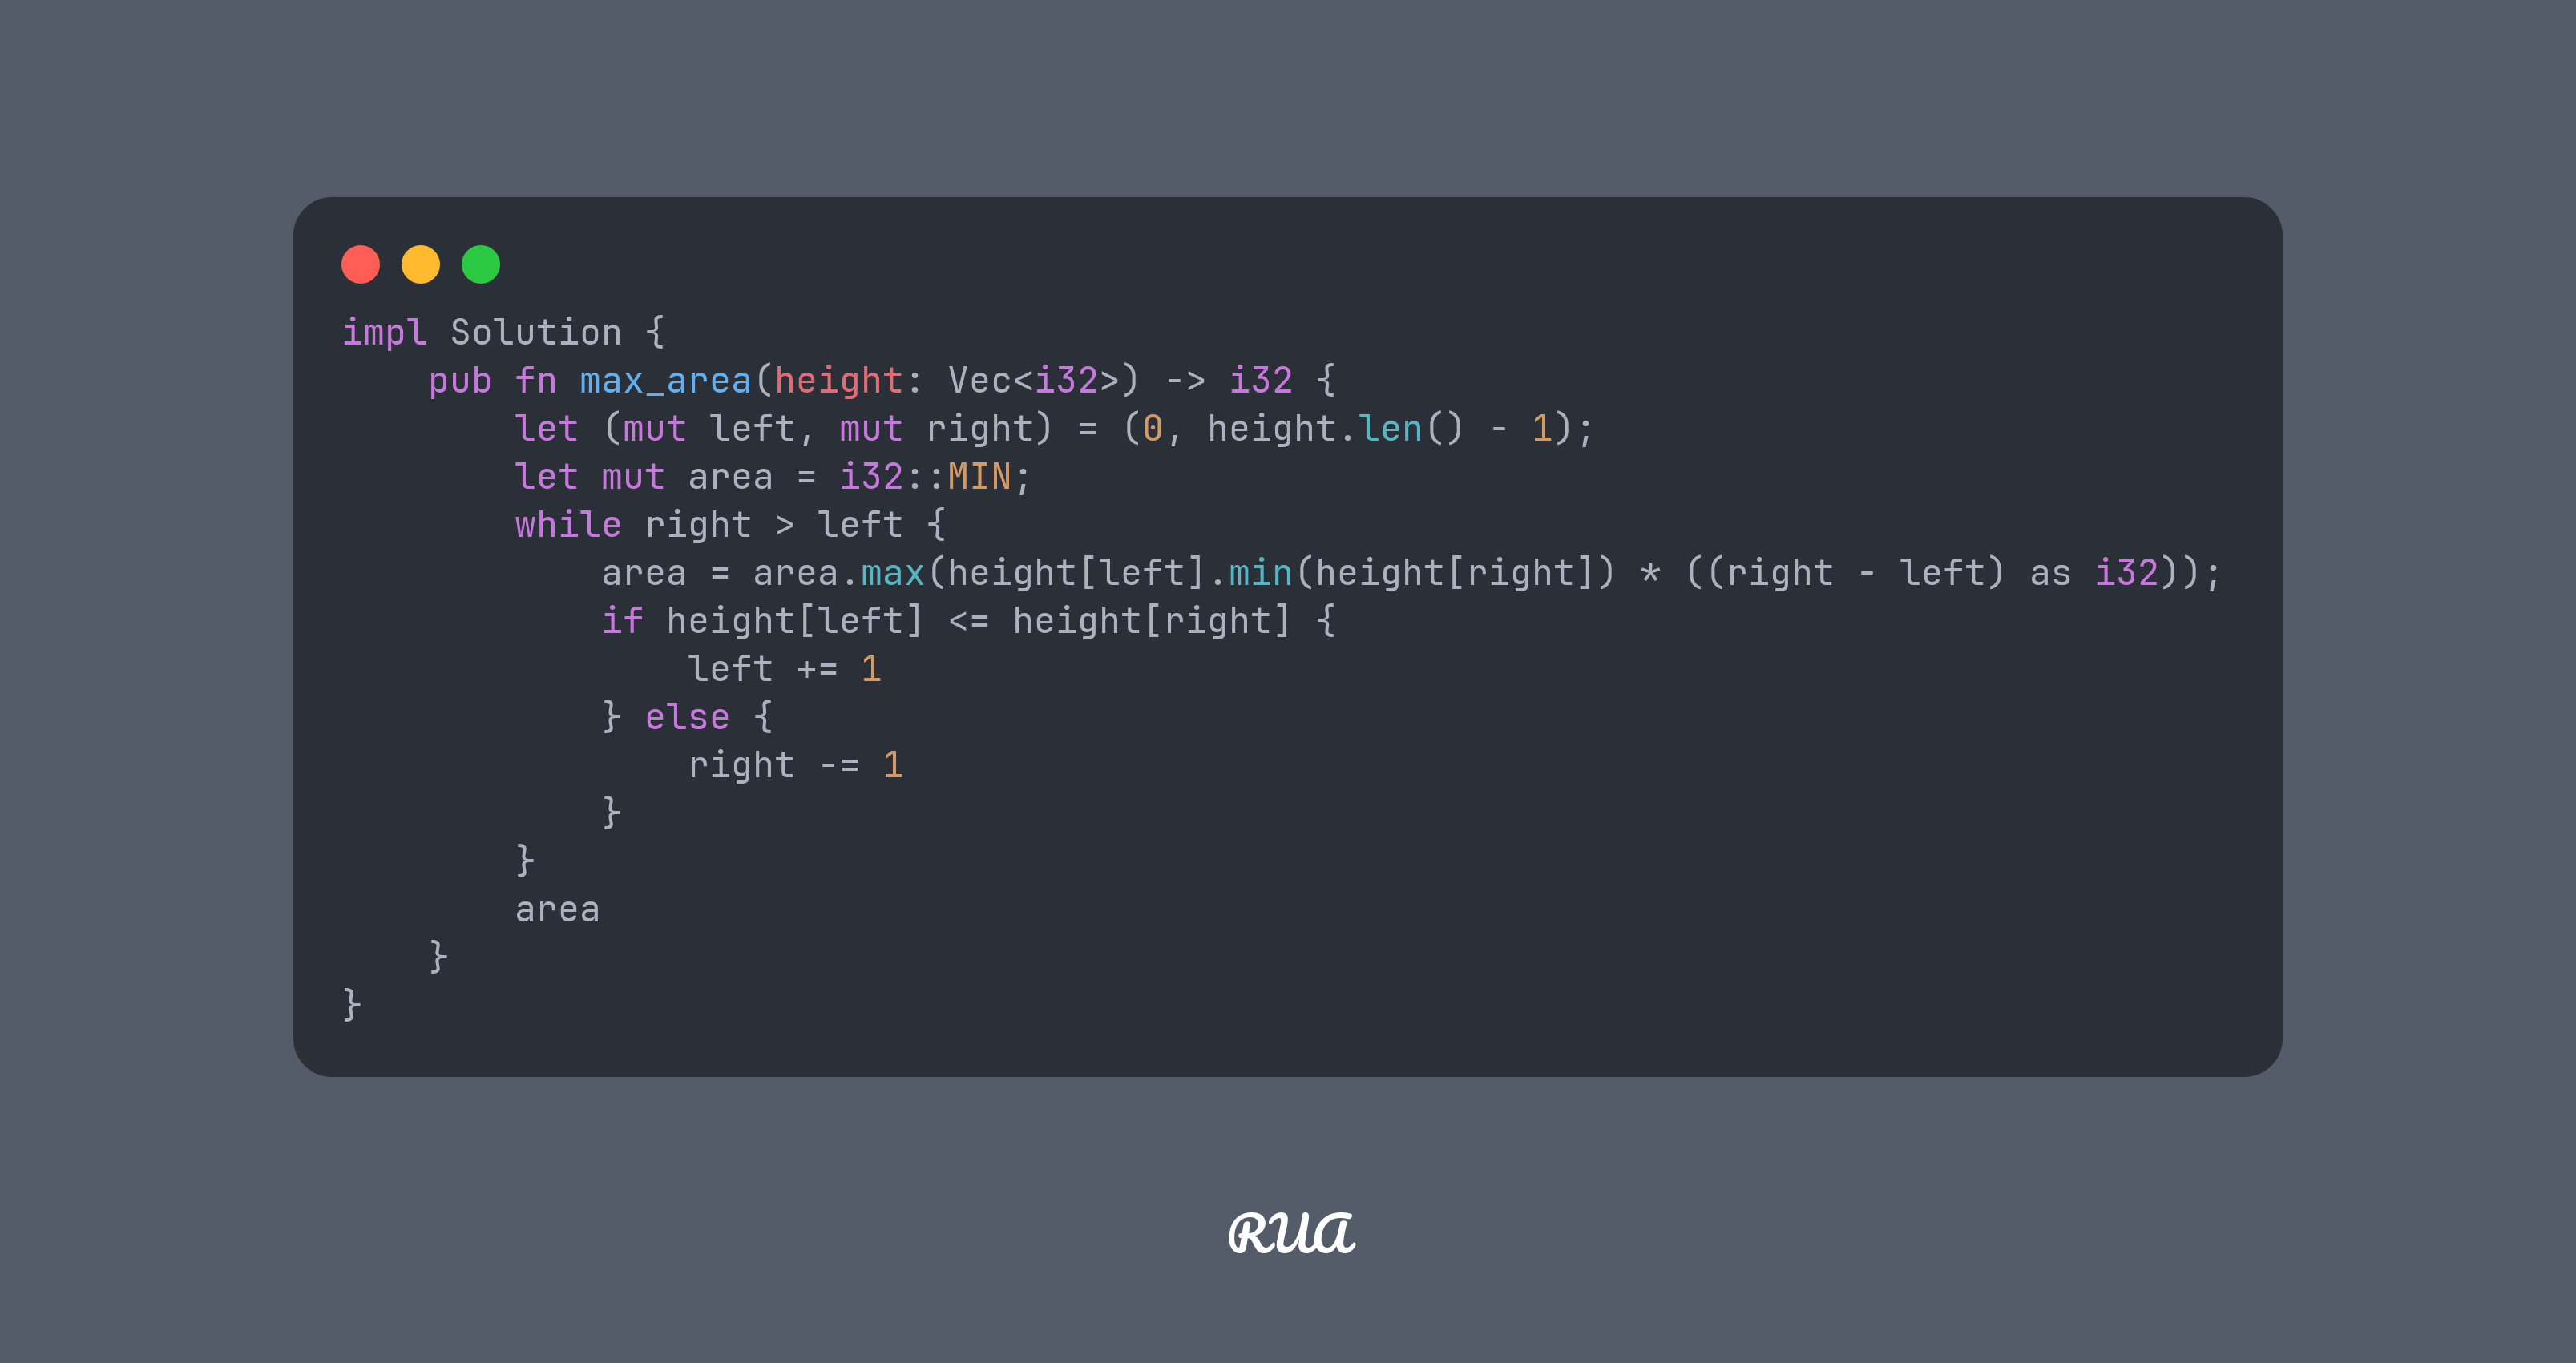 impl Solution {
    pub fn max_area(height: Vec<i32>) -> i32 {
        let (mut left, mut right) = (0, height.len() - 1);
        let mut area = i32::MIN;
        while right > left {
            area = area.max(height[left].min(height[right]) * ((right - left) as i32));
            if height[left] <= height[right] {
                left += 1
            } else {
                right -= 1
            }
        }
        area
    }
}
RUA